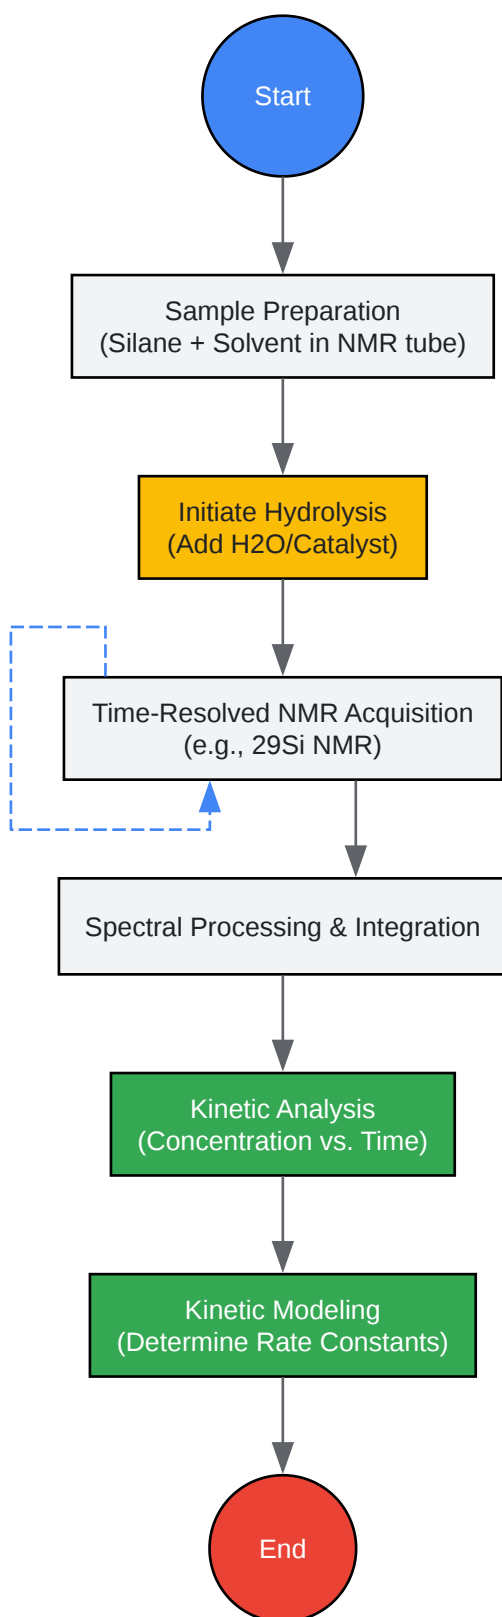 Start
Sample Preparation
(Silane + Solvent in NMR tube)
Initiate Hydrolysis
(Add H2O/Catalyst)
Time-Resolved NMR Acquisition
(e.g., 29Si NMR)
Spectral Processing & Integration
Kinetic Analysis
(Concentration vs. Time)
Kinetic Modeling
(Determine Rate Constants)
End